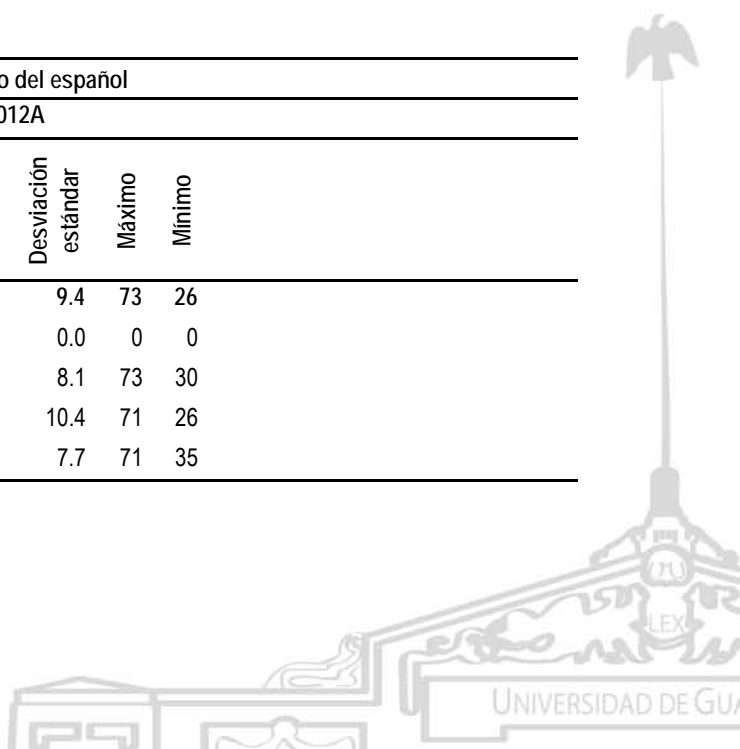 o del español
012A
Desviación estándar Máximo Mínimo
9.4 73 26
0.0 0 0
8.1 73 30
10.4 71 26
7.7 71 35
LEX
UNIVERSIDAD DE GUA